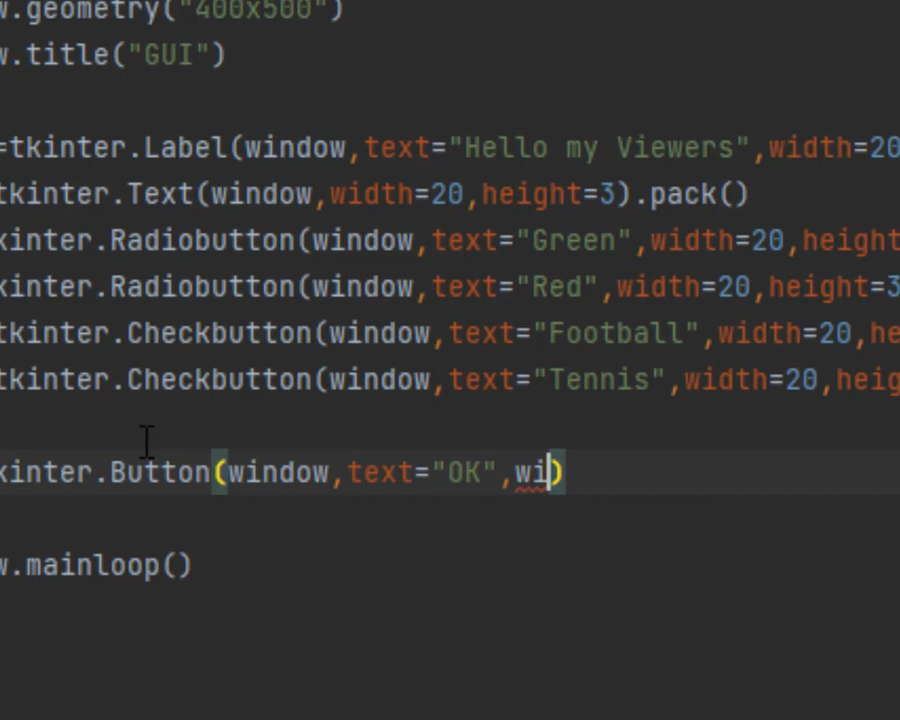 w.geometry("400x500")
w.title("GUI")
=tkinter.Label(window,text="Hello my Viewers",width=20
tkinter.Text(window,width=20,height=3).pack()
kinter.Radiobutton(window,text="Green",width=20,height
kinter.Radiobutton(window,text="Red",width=20,height=3
tkinter.Checkbutton(window,text="Football",width=20,he
tkinter.Checkbutton(window,text="Tennis",width=20,heig
kinter.Button(window,text="OK",wi)
w.mainloop()